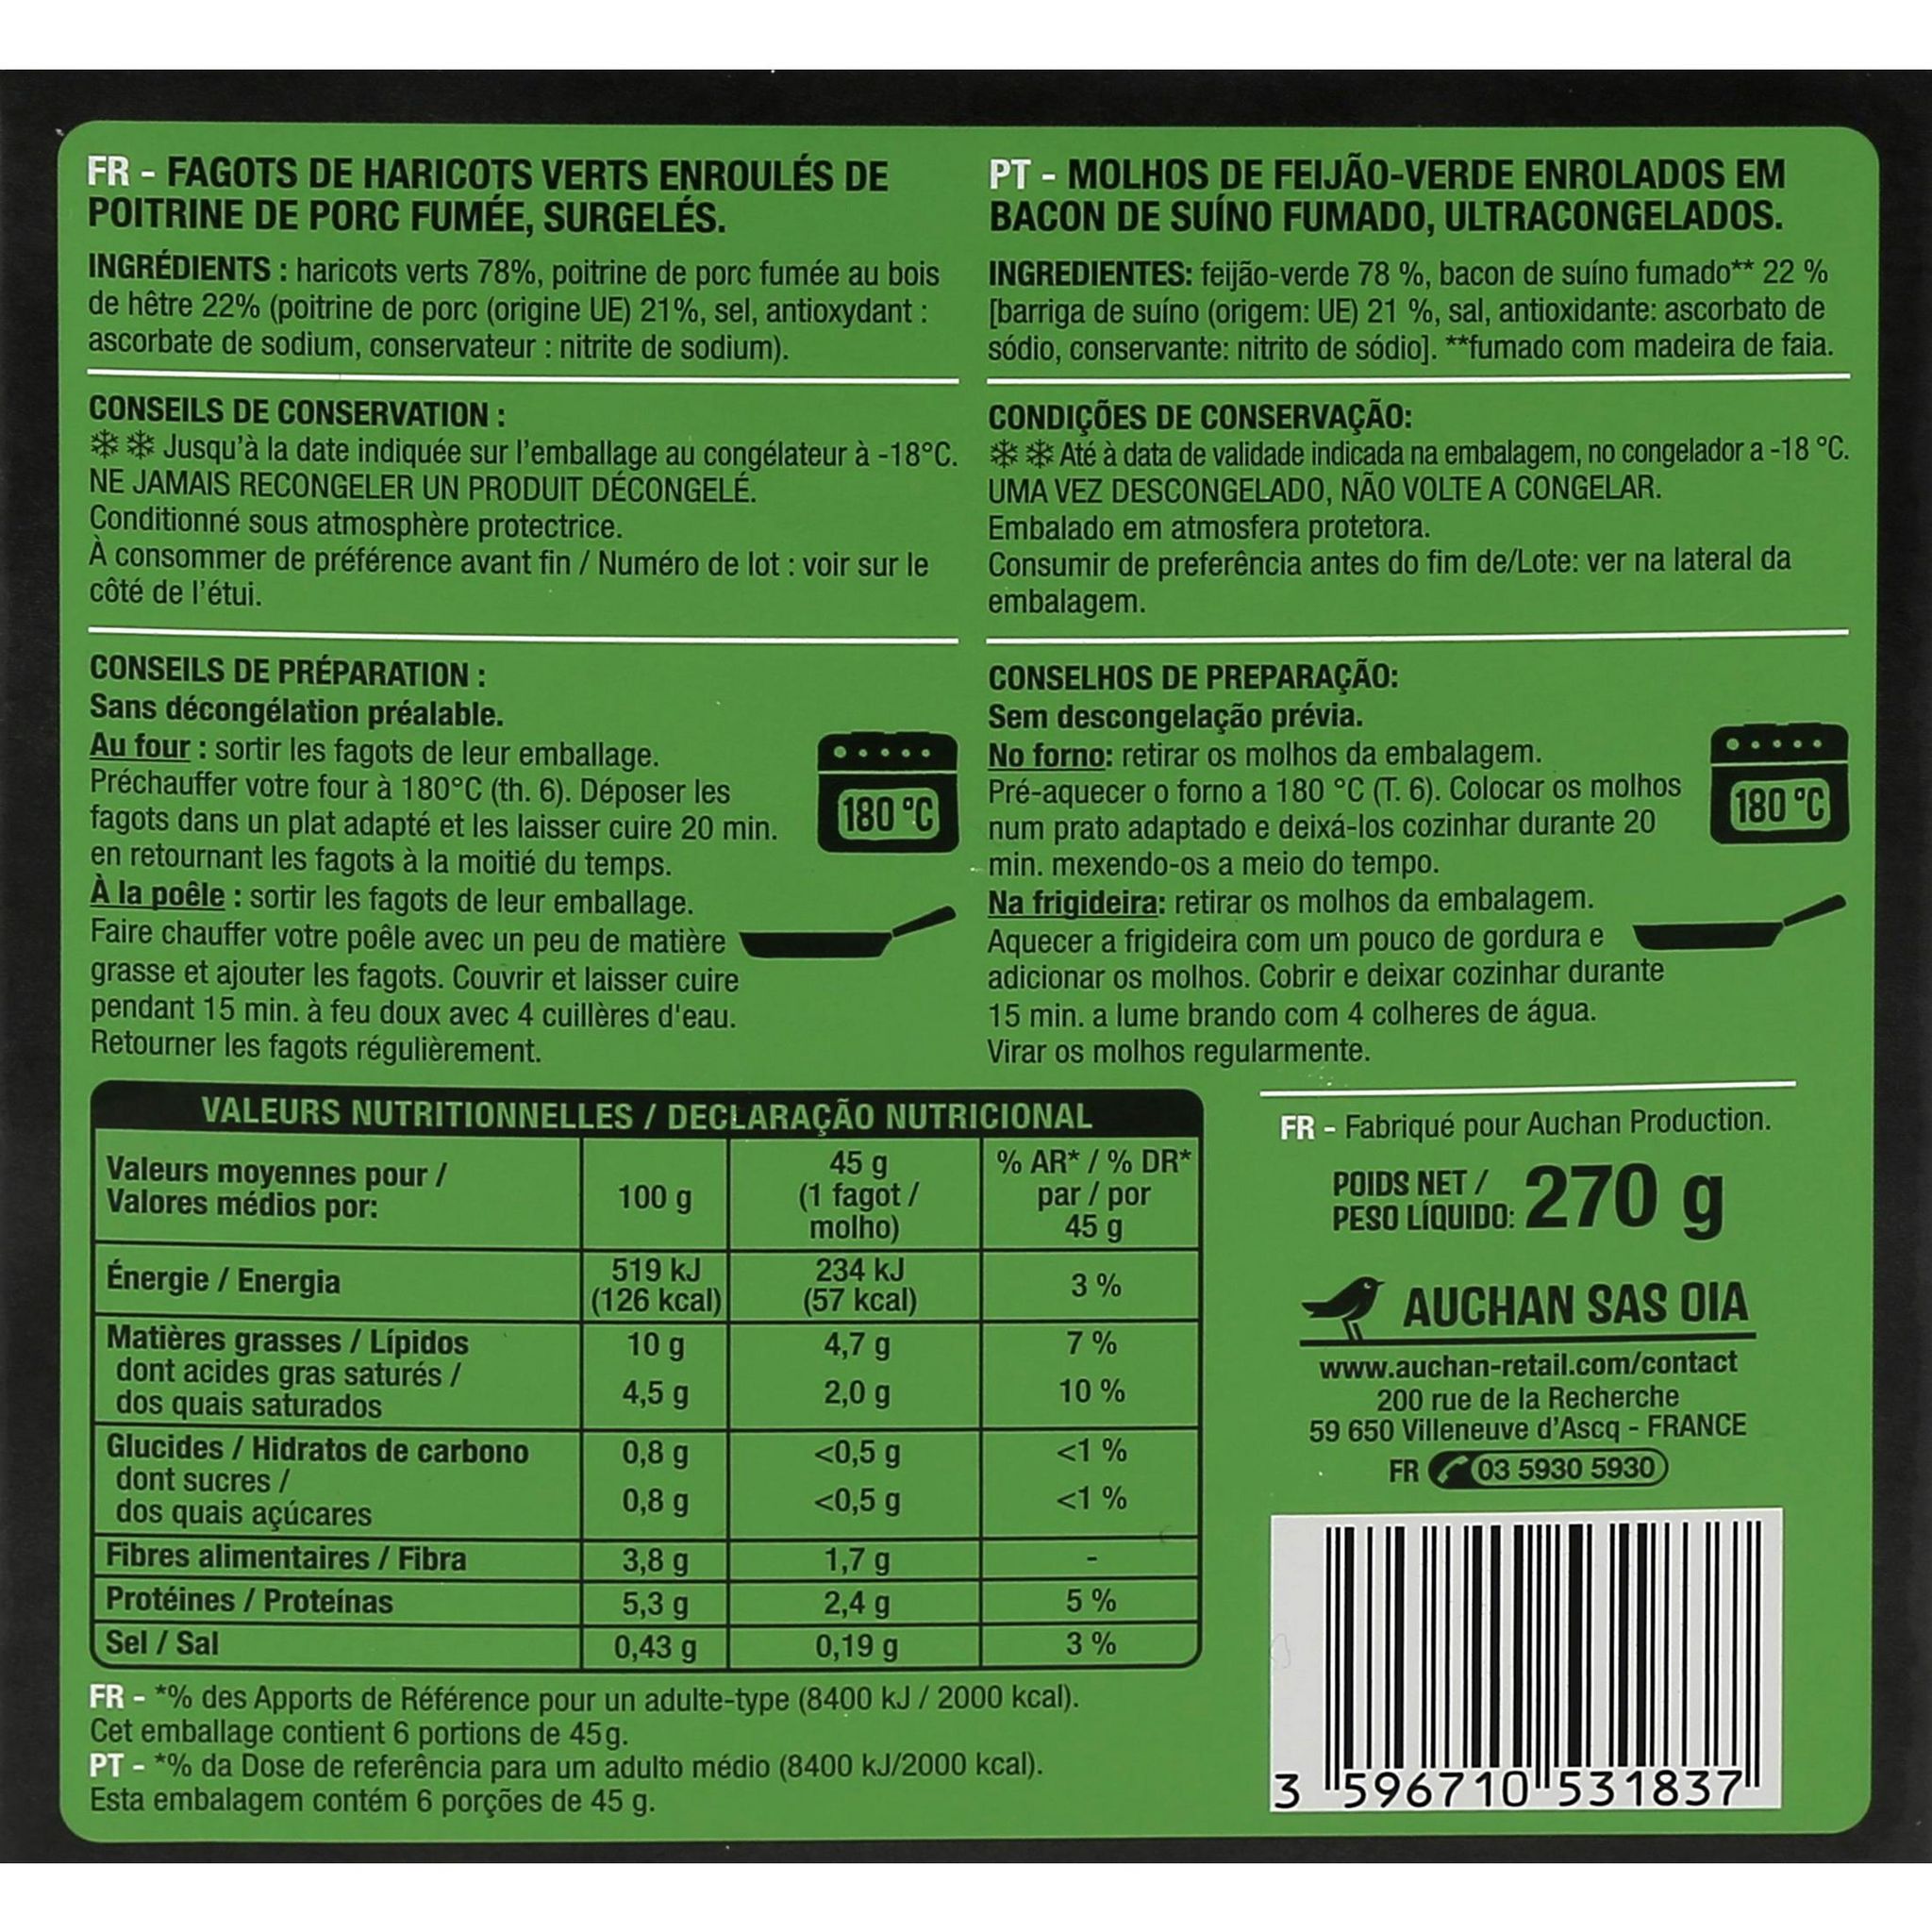 FR - FAGOTS DE HARICOTS VERTS ENROULÉS DE
POITRINE DE PORC FUMÉE, SURGELÉS.
INGRÉDIENTS : haricots verts 78%, poitrine de porc fumée au bois
de hêtre 22% (poitrine de porc (origine UE) 21%, sel, antioxydant :
ascorbate de sodium, conservateur : nitrite de sodium).
CONSEILS DE CONSERVATION :
Jusqu'à la date indiquée sur l'emballage au congélateur à -18°C.
NE JAMAIS RECONGELER UN PRODUIT DÉCONGELÉ.
Conditionné sous atmosphère protectrice.
À consommer de préférence avant fin / Numéro de lot : voir sur le
côté de l'étui.
CONSEILS DE PRÉPARATION :
Sans décongélation préalable.
Au four : sortir les fagots de leur emballage.
Préchauffer votre four à 180°C (th. 6). Déposer les
fagots dans un plat adapté et les laisser cuire 20 min.
en retournant les fagots à la moitié du temps.
180 °C
À la poêle : sortir les fagots de leur emballage.
Faire chauffer votre poêle avec un peu de matière
grasse et ajouter les fagots. Couvrir et laisser cuire
pendant 15 min. à feu doux avec 4 cuillères d'eau.
Retourner les fagots régulièrement.
PT - MOLHOS DE FEIJÃO-VERDE ENROLADOS EM
BACON DE SUÍNO FUMADO, ULTRACONGELADOS.
INGREDIENTES: feijão-verde 78 %, bacon de suíno fumado** 22 %
[barriga de suíno (origem: UE) 21 %, sal, antioxidante: ascorbato de
sódio, conservante: nitrito de sódio]. **fumado com madeira de faia.
CONDIÇÕES DE CONSERVAÇÃO:
Até à data de validade indicada na embalagem, no congelador a -18 °C.
UMA VEZ DESCONGELADO, NÃO VOLTE A CONGELAR.
Embalado em atmosfera protetora.
Consumir de preferência antes do fim de/Lote: ver na lateral da
embalagem.
CONSELHOS DE PREPARAÇÃO:
Sem descongelação prévia.
No forno: retirar os molhos da embalagem.
Pré-aquecer o forno a 180 °C (T. 6). Colocar os molhos
num prato adaptado e deixá-los cozinhar durante 20
min. mexendo-os a meio do tempo.
180 °C
Na frigideira: retirar os molhos da embalagem.
Aquecer a frigideira com um pouco de gordura e
adicionar os molhos. Cobrir e deixar cozinhar durante
15 min. a lume brando com 4 colheres de água.
Virar os molhos regularmente.
VALEURS NUTRITIONNELLES / DECLARAÇÃO NUTRICIONAL
Valeurs moyennes pour / Valores médios por: 100 g 45 g (1 fagot / molho) % AR* / % DR* par / por 45 g
Énergie / Energia 519 kJ (126 kcal) 234 kJ (57 kcal) 3 %
Matières grasses / Lípidos 10 g 4,7 g 7 %
dont acides gras saturés / dos quais saturados 4,5 g 2,0 g 10 %
Glucides / Hidratos de carbono 0,8 g <0,5 g <1 %
dont sucres / dos quais açúcares 0,8 g <0,5 g <1 %
Fibres alimentaires / Fibra 3,8 g 1,7 g -
Protéines / Proteínas 5,3 g 2,4 g 5 %
Sel / Sal 0,43 g 0,19 g 3 %
FR - *% des Apports de Référence pour un adulte-type (8400 kJ / 2000 kcal).
Cet emballage contient 6 portions de 45g.
PT - *% da Dose de referência para um adulto médio (8400 kJ/2000 kcal).
Esta embalagem contém 6 porções de 45 g.
FR - Fabriqué pour Auchan Production.
POIDS NET / PESO LÍQUIDO: 270 g
AUCHAN SAS OIA
www.auchan-retail.com/contact
200 rue de la Recherche
59 650 Villeneuve d'Ascq - FRANCE
FR 03 5930 5930
3 596710 531837